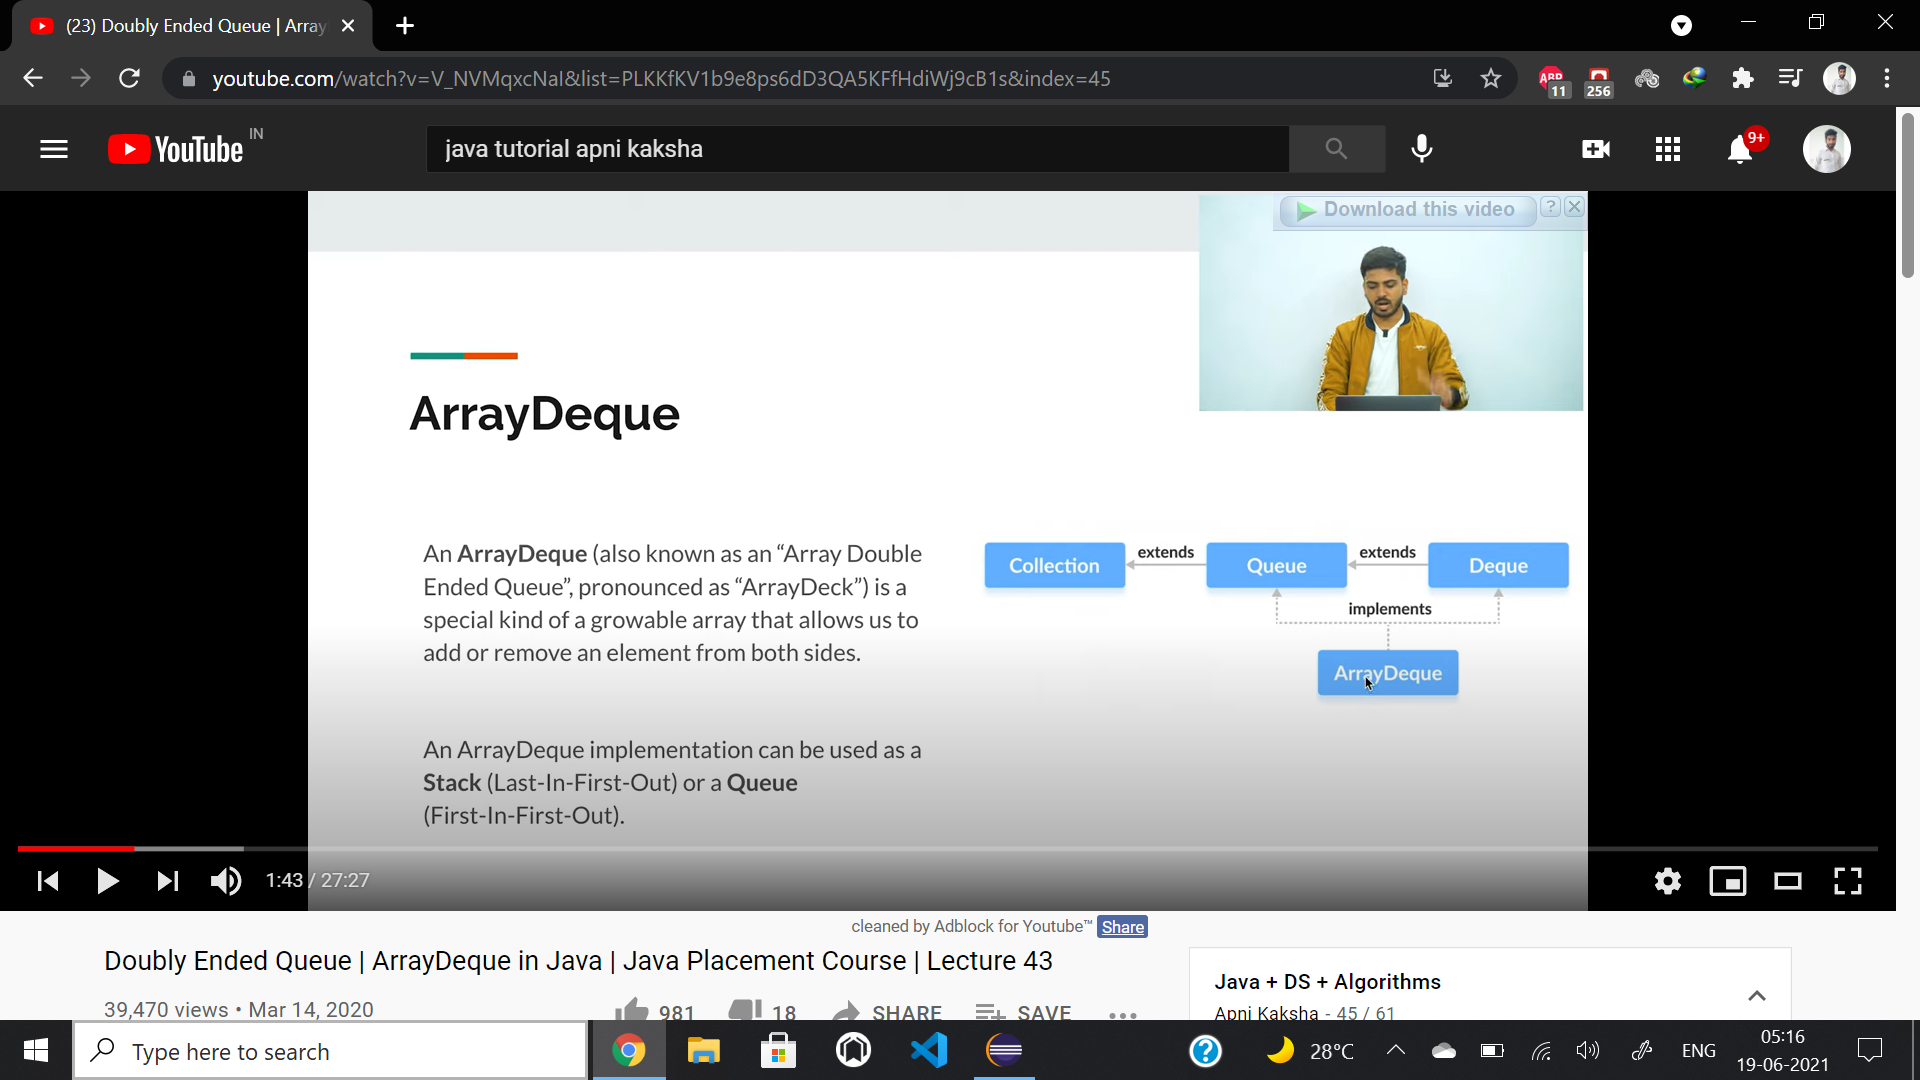 (23) Doubly Ended Queue | Array
youtube.com/watch?v=V_NVMqxcNaI&list=PLKKfKV1b9e8ps6dD3QA5KFfHdiWj9cB1s&index=45
ABP
11
256
YouTube IN
java tutorial apni kaksha
9+
Download this video
?
ArrayDeque
An ArrayDeque (also known as an “Array Double
Ended Queue”, pronounced as “ArrayDeck”) is a
special kind of a growable array that allows us to
add or remove an element from both sides.
Collection
extends
Queue
extends
Deque
implements
ArrayDeque
An ArrayDeque implementation can be used as a
Stack (Last-In-First-Out) or a Queue
(First-In-First-Out).
1:43 / 27:27
cleaned by Adblock for Youtube™ Share
Doubly Ended Queue | ArrayDeque in Java | Java Placement Course | Lecture 43
39,470 views • Mar 14, 2020
981
18
SHARE
SAVE
Java + DS + Algorithms
Apni Kaksha - 45 / 61
Type here to search
28°C
ENG
05:16
19-06-2021